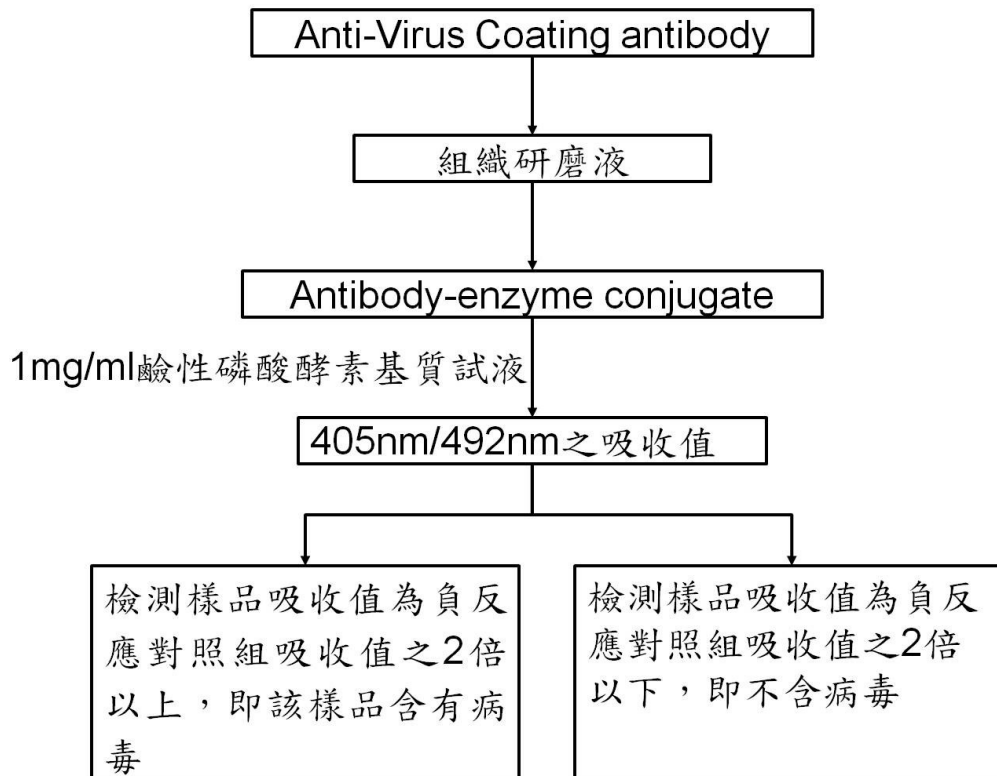 Anti-Virus Coating antibody
組織研磨液
Antibody-enzyme conjugate
1mg/ml鹼性磷酸酵素基質試液
405nm/492nm之吸收值
檢測樣品吸收值為負反
應對照組吸收值之2倍
以上，即該樣品含有病
毒
檢測樣品吸收值為負反
應對照組吸收值之2倍
以下，即不含病毒